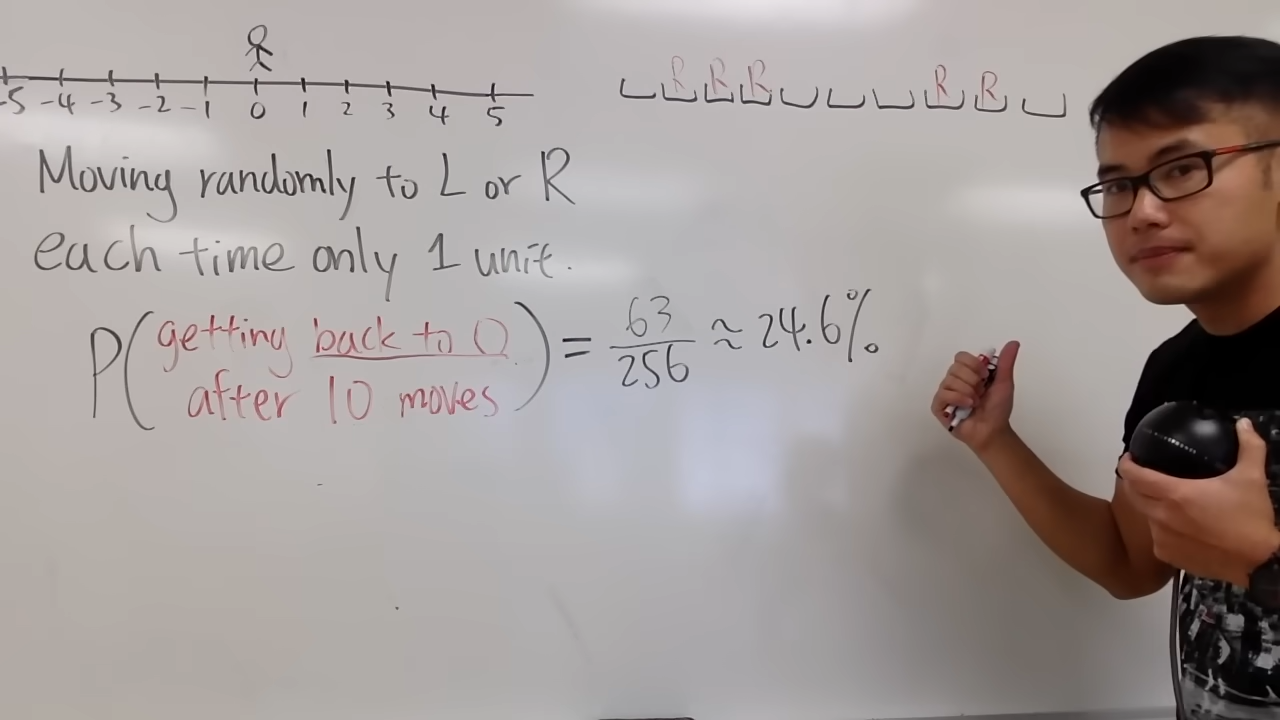 -5 -4 -3 -2 -1 0 1 2 3 4 5
R R R R R
Moving randomly to L or R
each time only 1 unit.
P(getting back to 0 after 10 moves) = 63/256 ≈ 24.6%